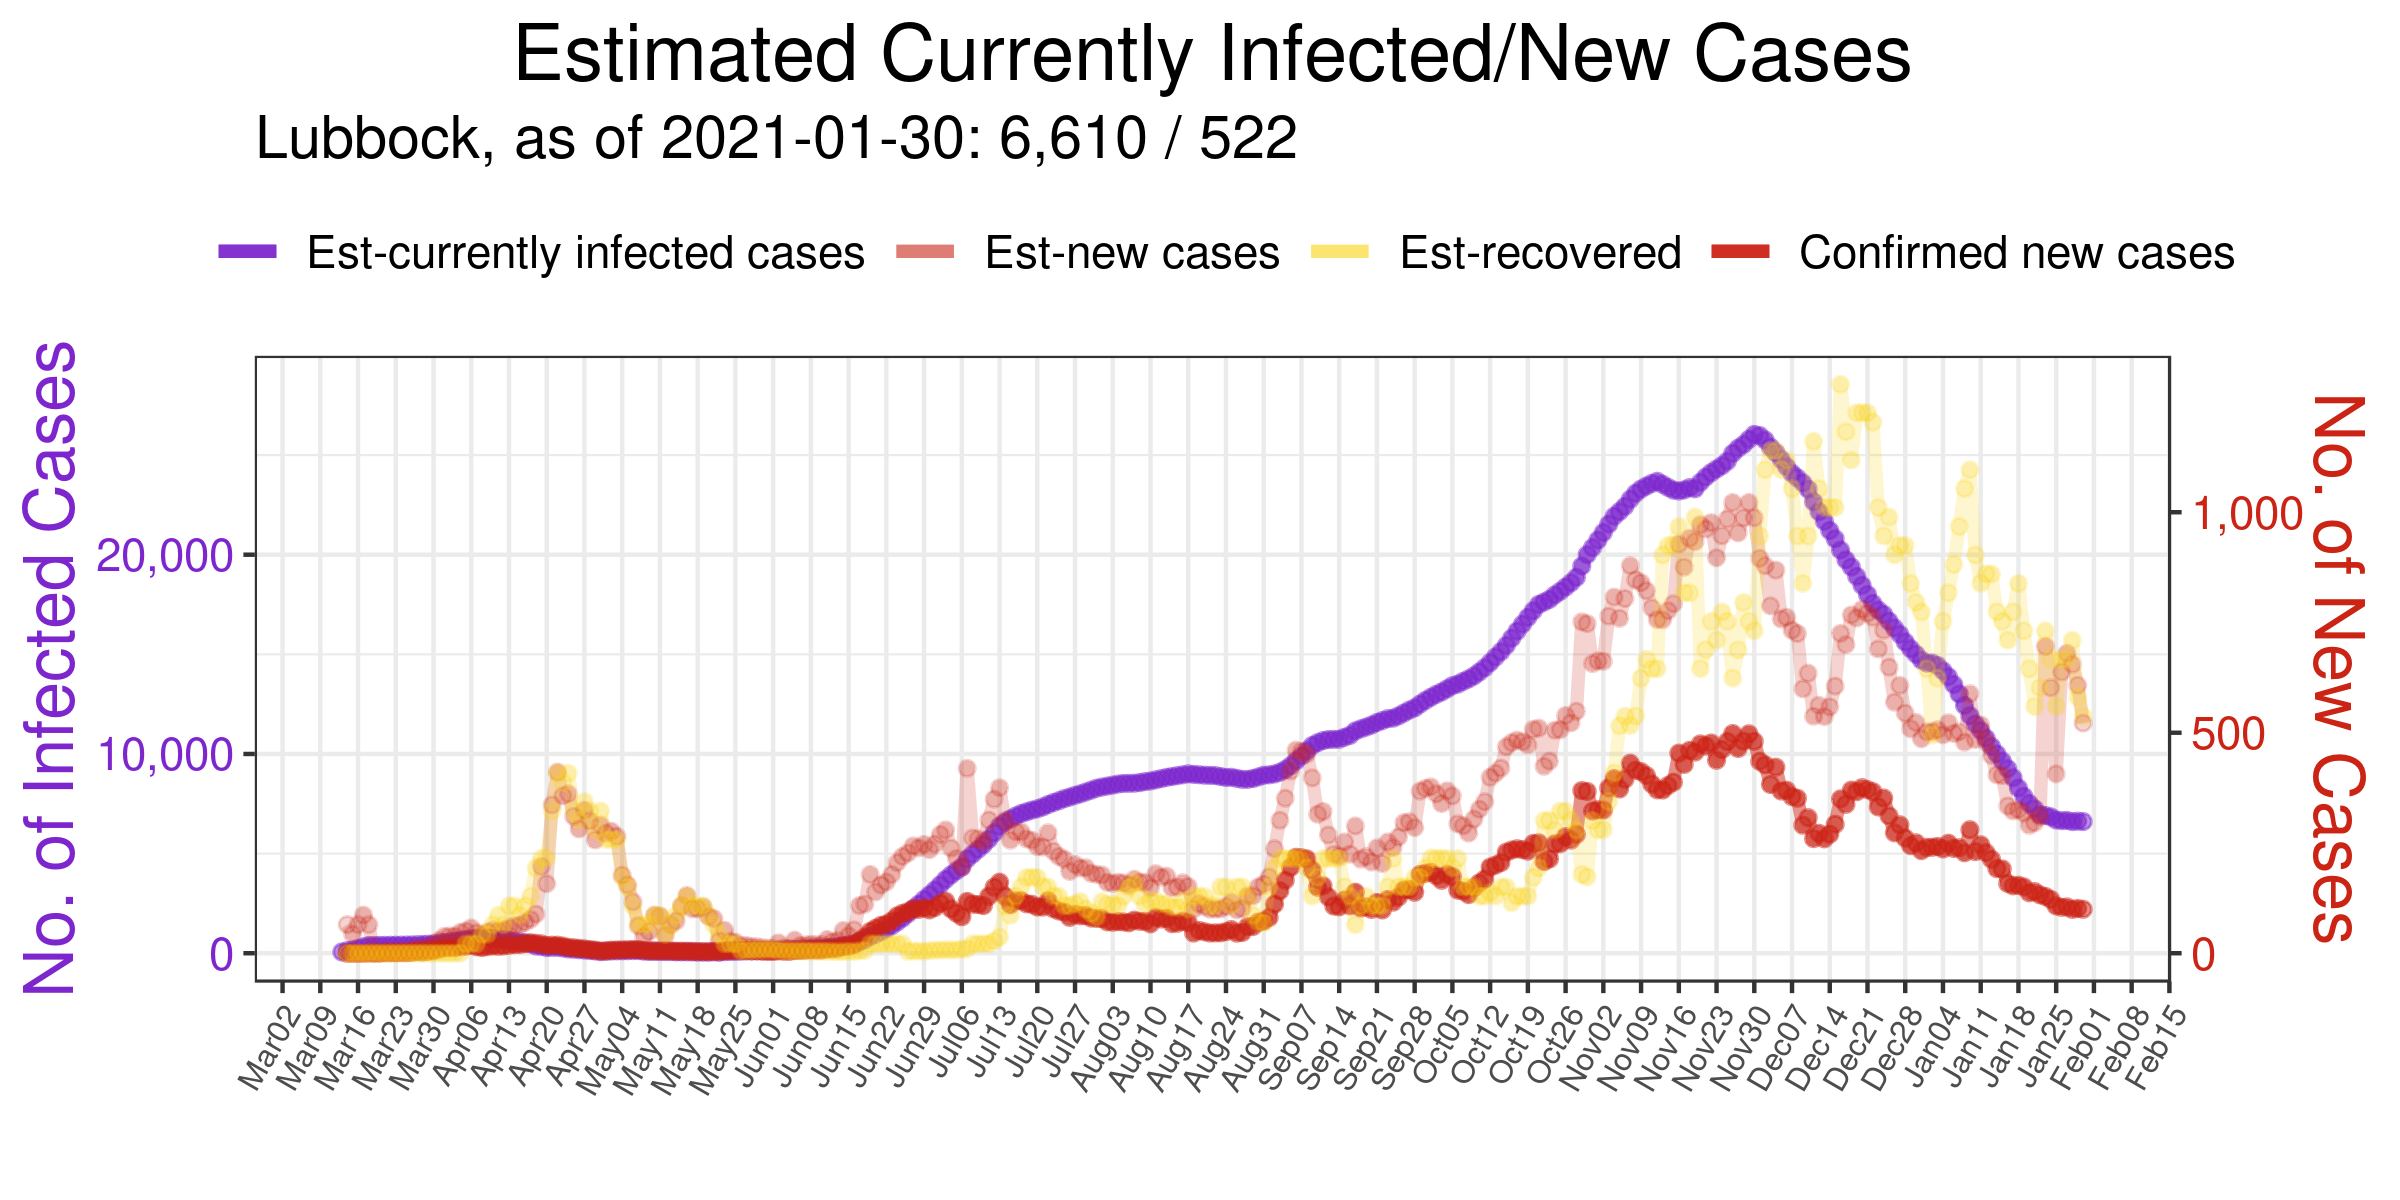 Estimated Currently Infected/New Cases
Lubbock, as of 2021-01-30: 6,610 / 522
Est-currently infected cases Est-new cases Est-recovered Confirmed new cases
No. of Infected Cases
20,000
10,000
0
No. of New Cases
1,000
500
0
Mar02 Mar09 Mar16 Mar23 Mar30 Apr06 Apr13 Apr20 Apr27 May04 May11 May18 May25 Jun01 Jun08 Jun15 Jun22 Jun29 Jul06 Jul13 Jul20 Jul27 Aug03 Aug10 Aug17 Aug24 Aug31 Sep07 Sep14 Sep21 Sep28 Oct05 Oct12 Oct19 Oct26 Nov02 Nov09 Nov16 Nov23 Nov30 Dec07 Dec14 Dec21 Dec28 Dec04 Jan11 Jan18 Jan18 Jan25 Feb01 Feb08 Feb15